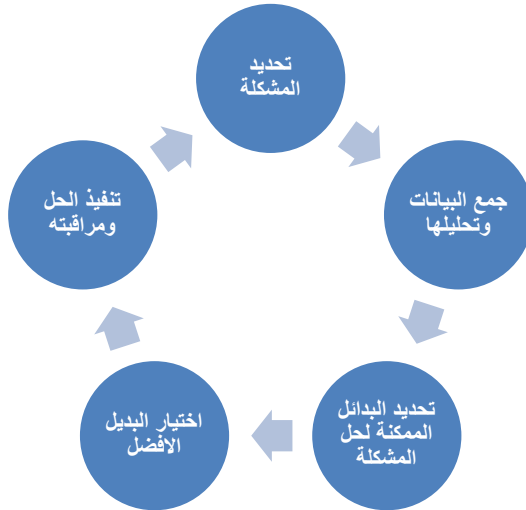 تحديد
المشكلة
جمع البيانات
وتحليلها
تحديد البدائل
الممكنة لحل
المشكلة
اختيار البديل
الافضل
تنفيذ الحل
ومراقبته